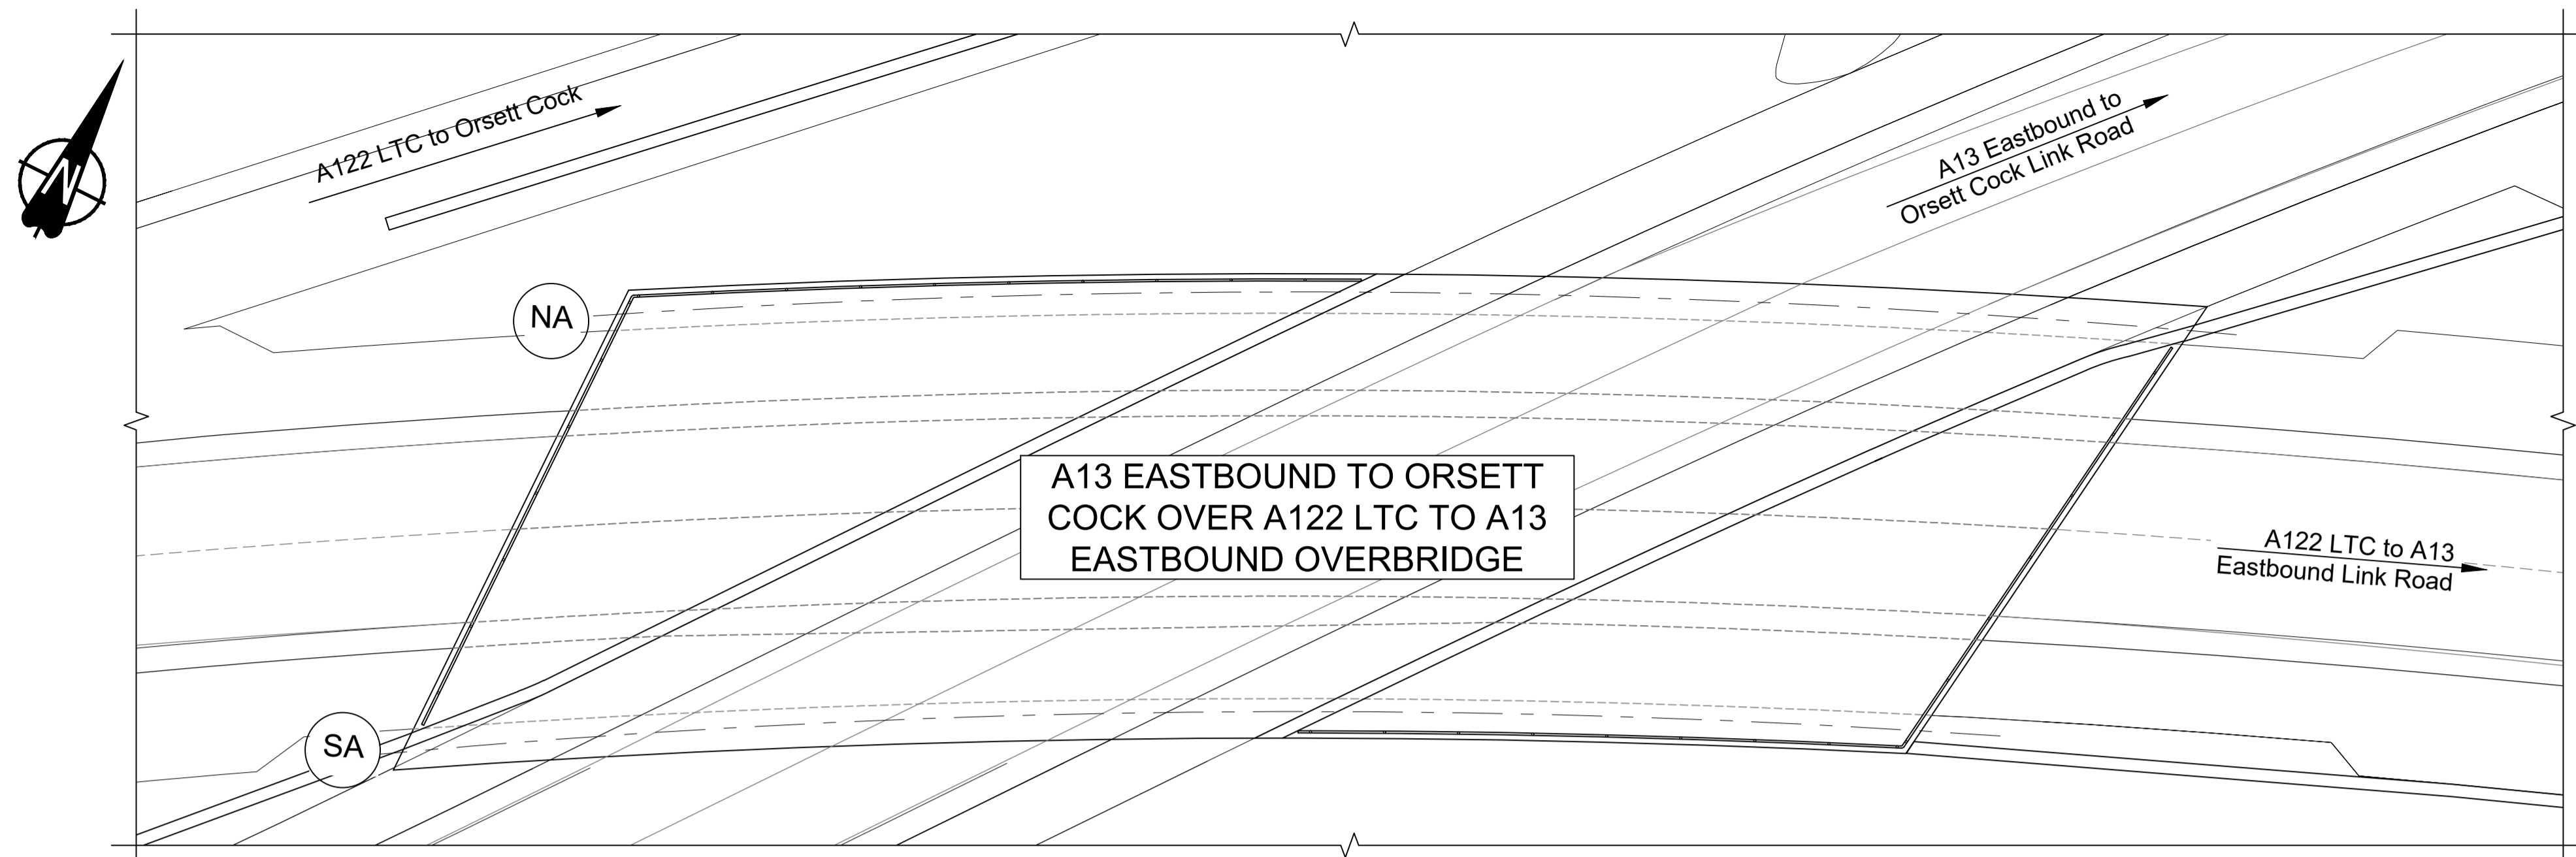 A122 LTC to Orsett Cock
A13 Eastbound to
Orsett Cock Link Road
N
NA
A13 EASTBOUND TO ORSETT
COCK OVER A122 LTC TO A13
EASTBOUND OVERBRIDGE
A122 LTC to A13
Eastbound Link Road
SA